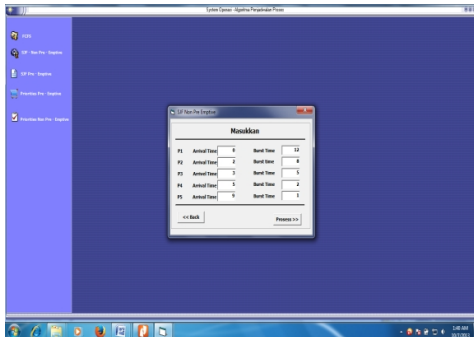 System Operasi - Algoritma Penjadwalan Proses
FCFS
SJF - Non Pre - Emptive
SJF Pre - Emptive
Prioritas Pre - Emptive
Prioritas Non Pre - Emptive
SJF Non Pre Emptive
Masukkan
P1 Arrival Time 0 Burst Time 12
P2 Arrival Time 2 Burst Time 8
P3 Arrival Time 3 Burst Time 5
P4 Arrival Time 5 Burst Time 2
P5 Arrival Time 9 Burst Time 1
<< Back
Process >>
1:48 AM